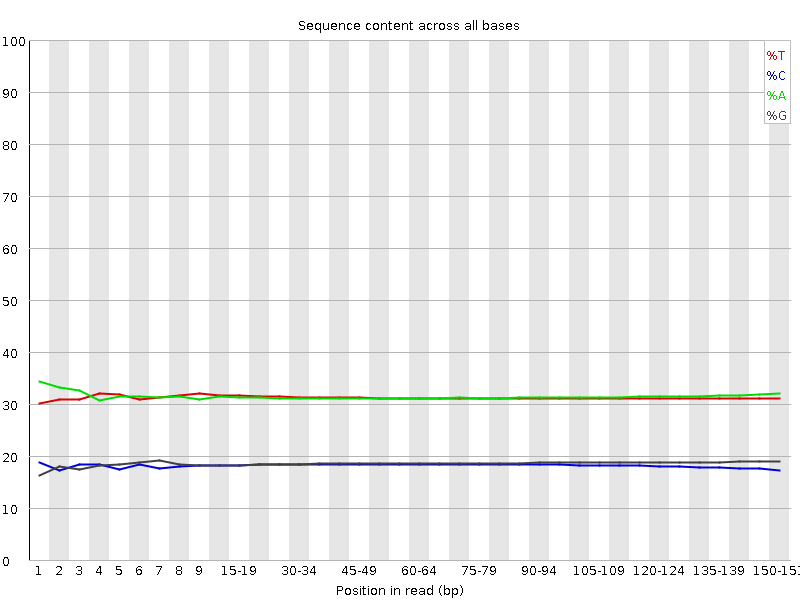 Sequence content across all bases
100
90
80
70
60
50
40
30
20
10
0
%T
%C
%A
%G
1 2 3 4 5 6 7 8 9 15-19 30-34 45-49 60-64 75-79 90-94 105-109 120-124 135-139 150-151
Position in read (bp)